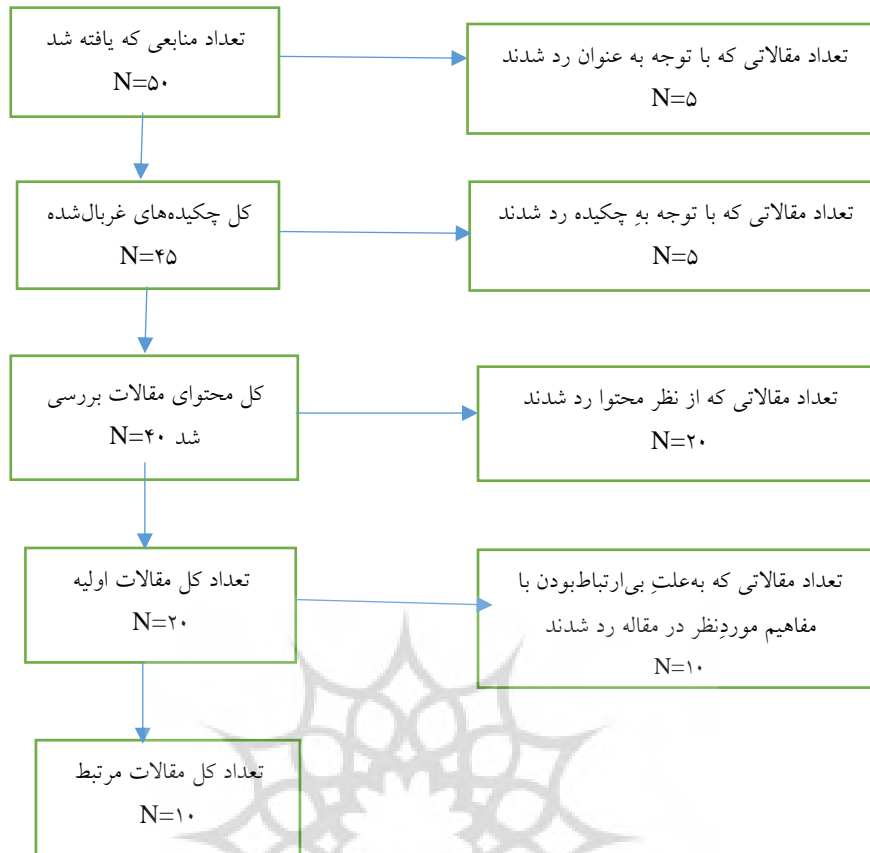 تعداد منابعی که یافته شد
N=۵۰
تعداد مقالاتی که با توجه به عنوان رد شدند
N=۵
کل چکیده‌های غربال‌شده
N=۴۵
تعداد مقالاتی که با توجه بهِ چکیده رد شدند
N=۵
کل محتوای مقالات بررسی
شد N=۴۰
تعداد مقالاتی که از نظر محتوا رد شدند
N=۲۰
تعداد کل مقالات اولیه
N=۲۰
تعداد مقالاتی که به‌علتِ بی‌ارتباط‌بودن با
مفاهیم موردِنظر در مقاله رد شدند
N=۱۰
تعداد کل مقالات مرتبط
N=۱۰